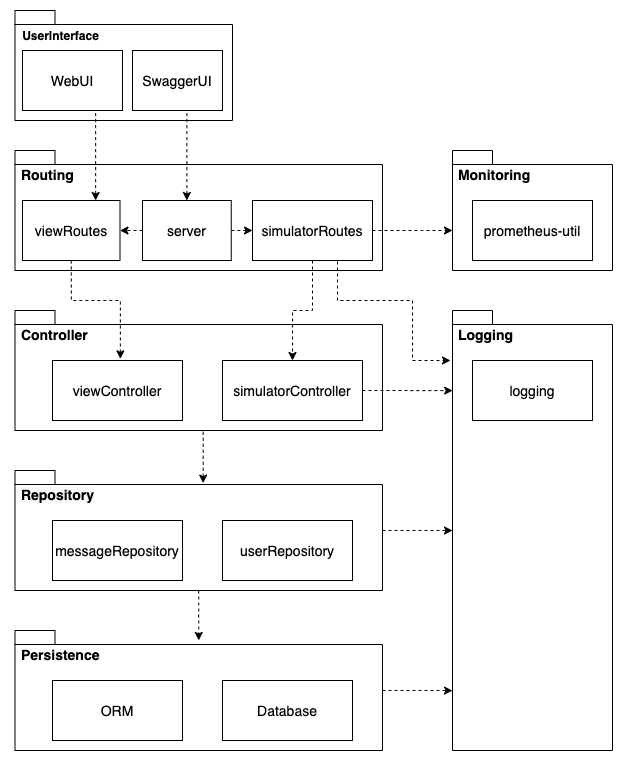 UserInterface
WebUI
SwaggerUI
Routing
Monitoring
viewRoutes
server
simulatorRoutes
prometheus-util
Controller
Logging
viewController
simulatorController
logging
Repository
messageRepository
userRepository
Persistence
ORM
Database